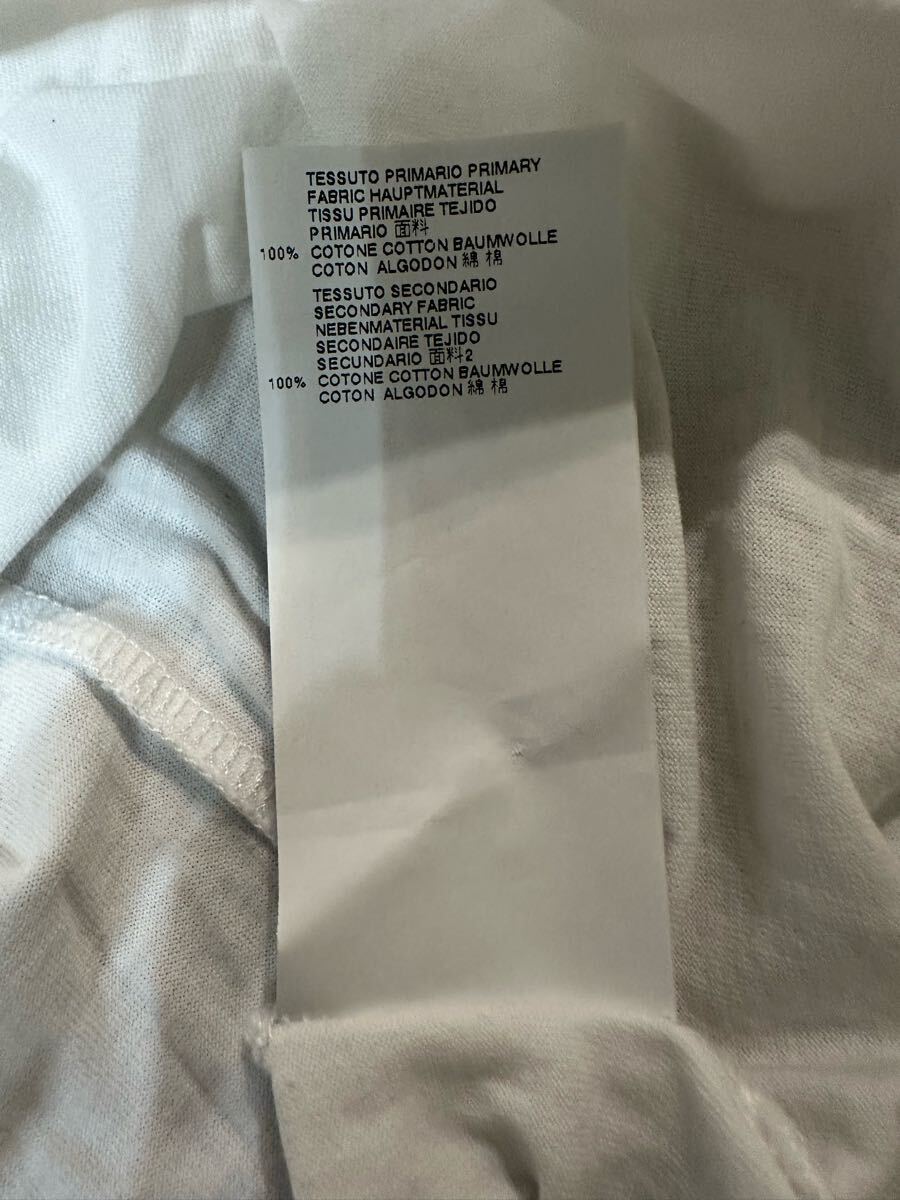 TESSUTO PRIMARIO PRIMARY
FABRIC HAUPTMATERIAL
TISSU PRIMAIRE TEJIDO
PRIMARIO 面料
100% COTONE COTTON BAUMWOLLE
COTON ALGODON 綿 棉
TESSUTO SECONDARIO
SECONDARY FABRIC
NEBENMATERIAL TISSU
SECONDAIRE TEJIDO
SECUNDARIO 面料2
100% COTONE COTTON BAUMWOLLE
COTON ALGODON 綿 棉